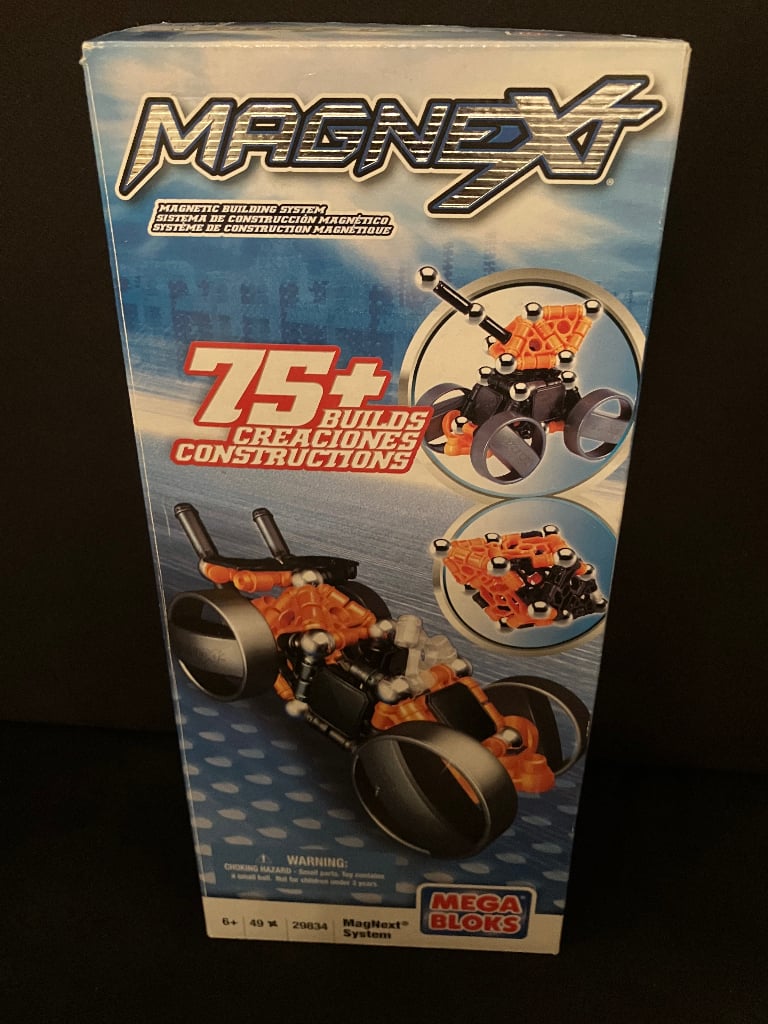 MAGNEXT®
MAGNETIC BUILDING SYSTEM
SISTEMA DE CONSTRUCCIÓN MAGNÉTICO
SYSTÈME DE CONSTRUCTION MAGNÉTIQUE
75+
BUILDS
CREACIONES
CONSTRUCTIONS
WARNING:
CHOKING HAZARD - Small parts. Toy contains
a small ball. Not for children under 3 years.
6+ 49 29834 MagNext®
System
MEGA
BLOKS